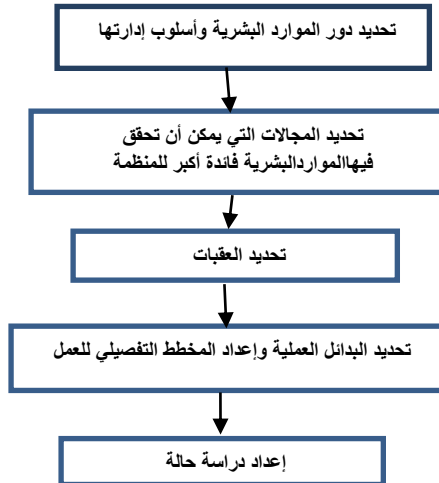 تحديد دور الموارد البشرية وأسلوب إدارتها
تحديد المجالات التي يمكن أن تحقق
فيهاالمواردالبشرية فائدة أكبر للمنظمة
تحديد العقبات
تحديد البدائل العملية وإعداد المخطط التفصيلي للعمل
إعداد دراسة حالة